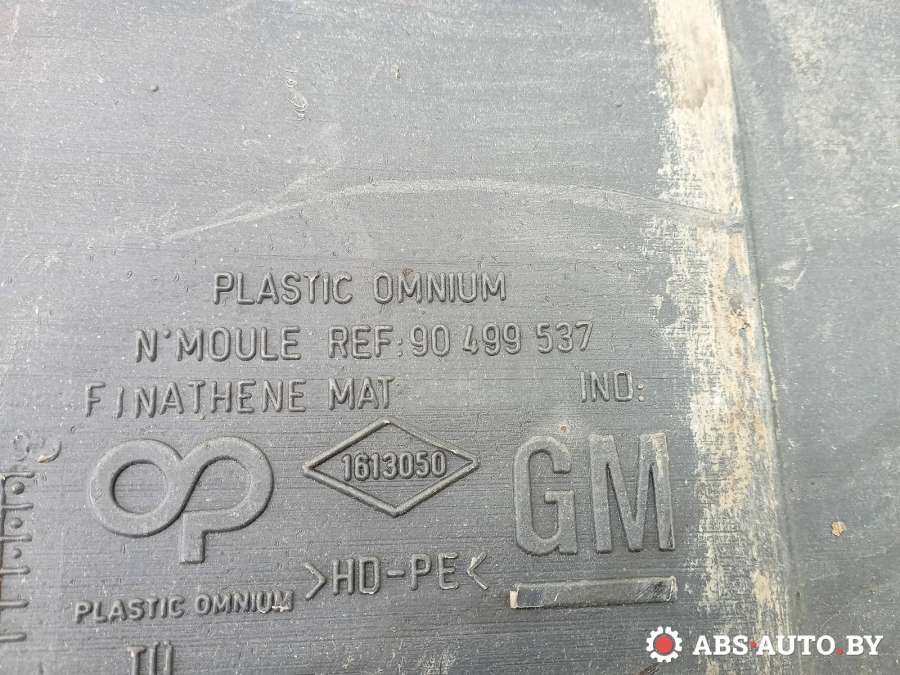 PLASTIC OMNIUM
N°MOULE REF: 90 499 537
FINATHENE MAT IND:
1613050
GM
>HD-PE<
PLASTIC OMNIUM
ABS-AUTO.BY